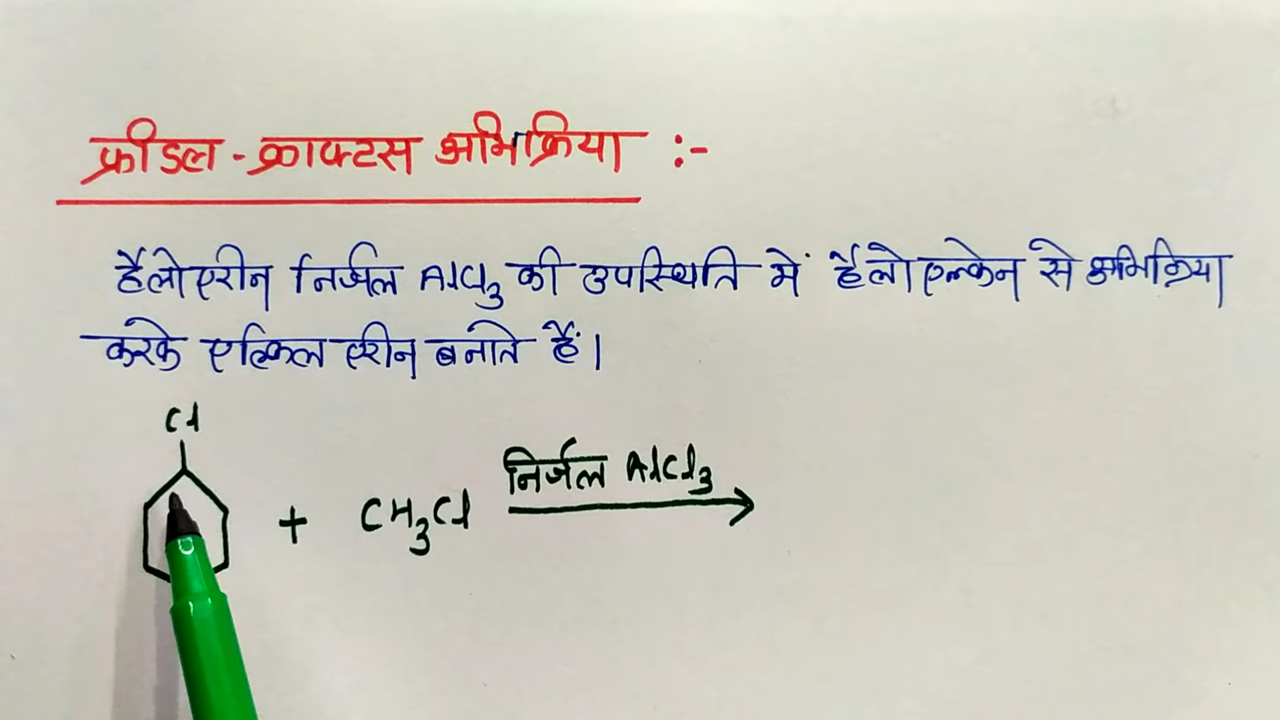 फ्रीडल-क्राफ्टस अभिक्रिया :-
हैलोएरीन निर्जल AlCl3 की उपस्थिति में हैलोएल्केन से अभिक्रिया
करके एल्किल एरीन बनाते हैं।
Cl
+ CH3Cl निर्जल AlCl3